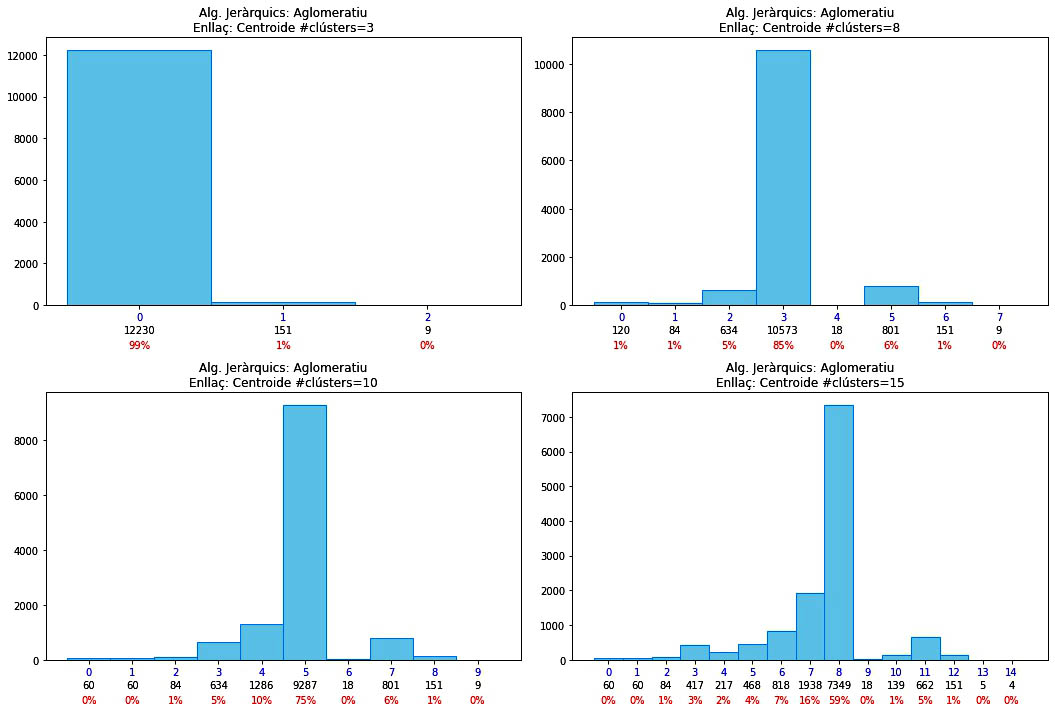 Alg. Jeràrquics: Aglomeratiu
Enllaç: Centroide #clústers=3
12000
10000
8000
6000
4000
2000
0
0 1 2
12230 151 9
99% 1% 0%
Alg. Jeràrquics: Aglomeratiu
Enllaç: Centroide #clústers=8
10000
8000
6000
4000
2000
0
0 1 2 3 4 5 6 7
120 84 634 10573 18 801 151 9
1% 1% 5% 85% 0% 6% 1% 0%
Alg. Jeràrquics: Aglomeratiu
Enllaç: Centroide #clústers=10
8000
6000
4000
2000
0
0 1 2 3 4 5 6 7 8 9
60 60 84 634 1286 9287 18 801 151 9
0% 0% 1% 5% 10% 75% 0% 6% 1% 0%
Alg. Jeràrquics: Aglomeratiu
Enllaç: Centroide #clústers=15
7000
6000
5000
4000
3000
2000
1000
0
0 1 2 3 4 5 6 7 8 9 10 11 12 13 14
60 60 84 417 217 468 818 1938 7349 18 139 662 151 5 4
0% 0% 1% 3% 2% 4% 7% 16% 59% 0% 1% 5% 1% 0% 0%